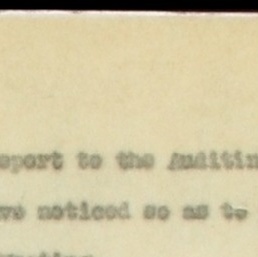 eport to the Auditin
ve noticed so as to